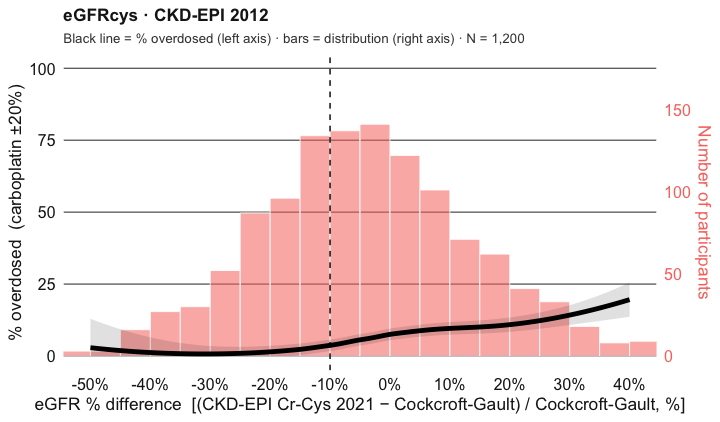 eGFRcys · CKD-EPI 2012
Black line = % overdosed (left axis) · bars = distribution (right axis) · N = 1,200
% overdosed  (carboplatin ±20%)
100
75
50
25
0
150
100
50
0
Number of participants
-50% -40% -30% -20% -10% 0% 10% 20% 30% 40%
eGFR % difference  [(CKD-EPI Cr-Cys 2021 − Cockcroft-Gault) / Cockcroft-Gault, %]